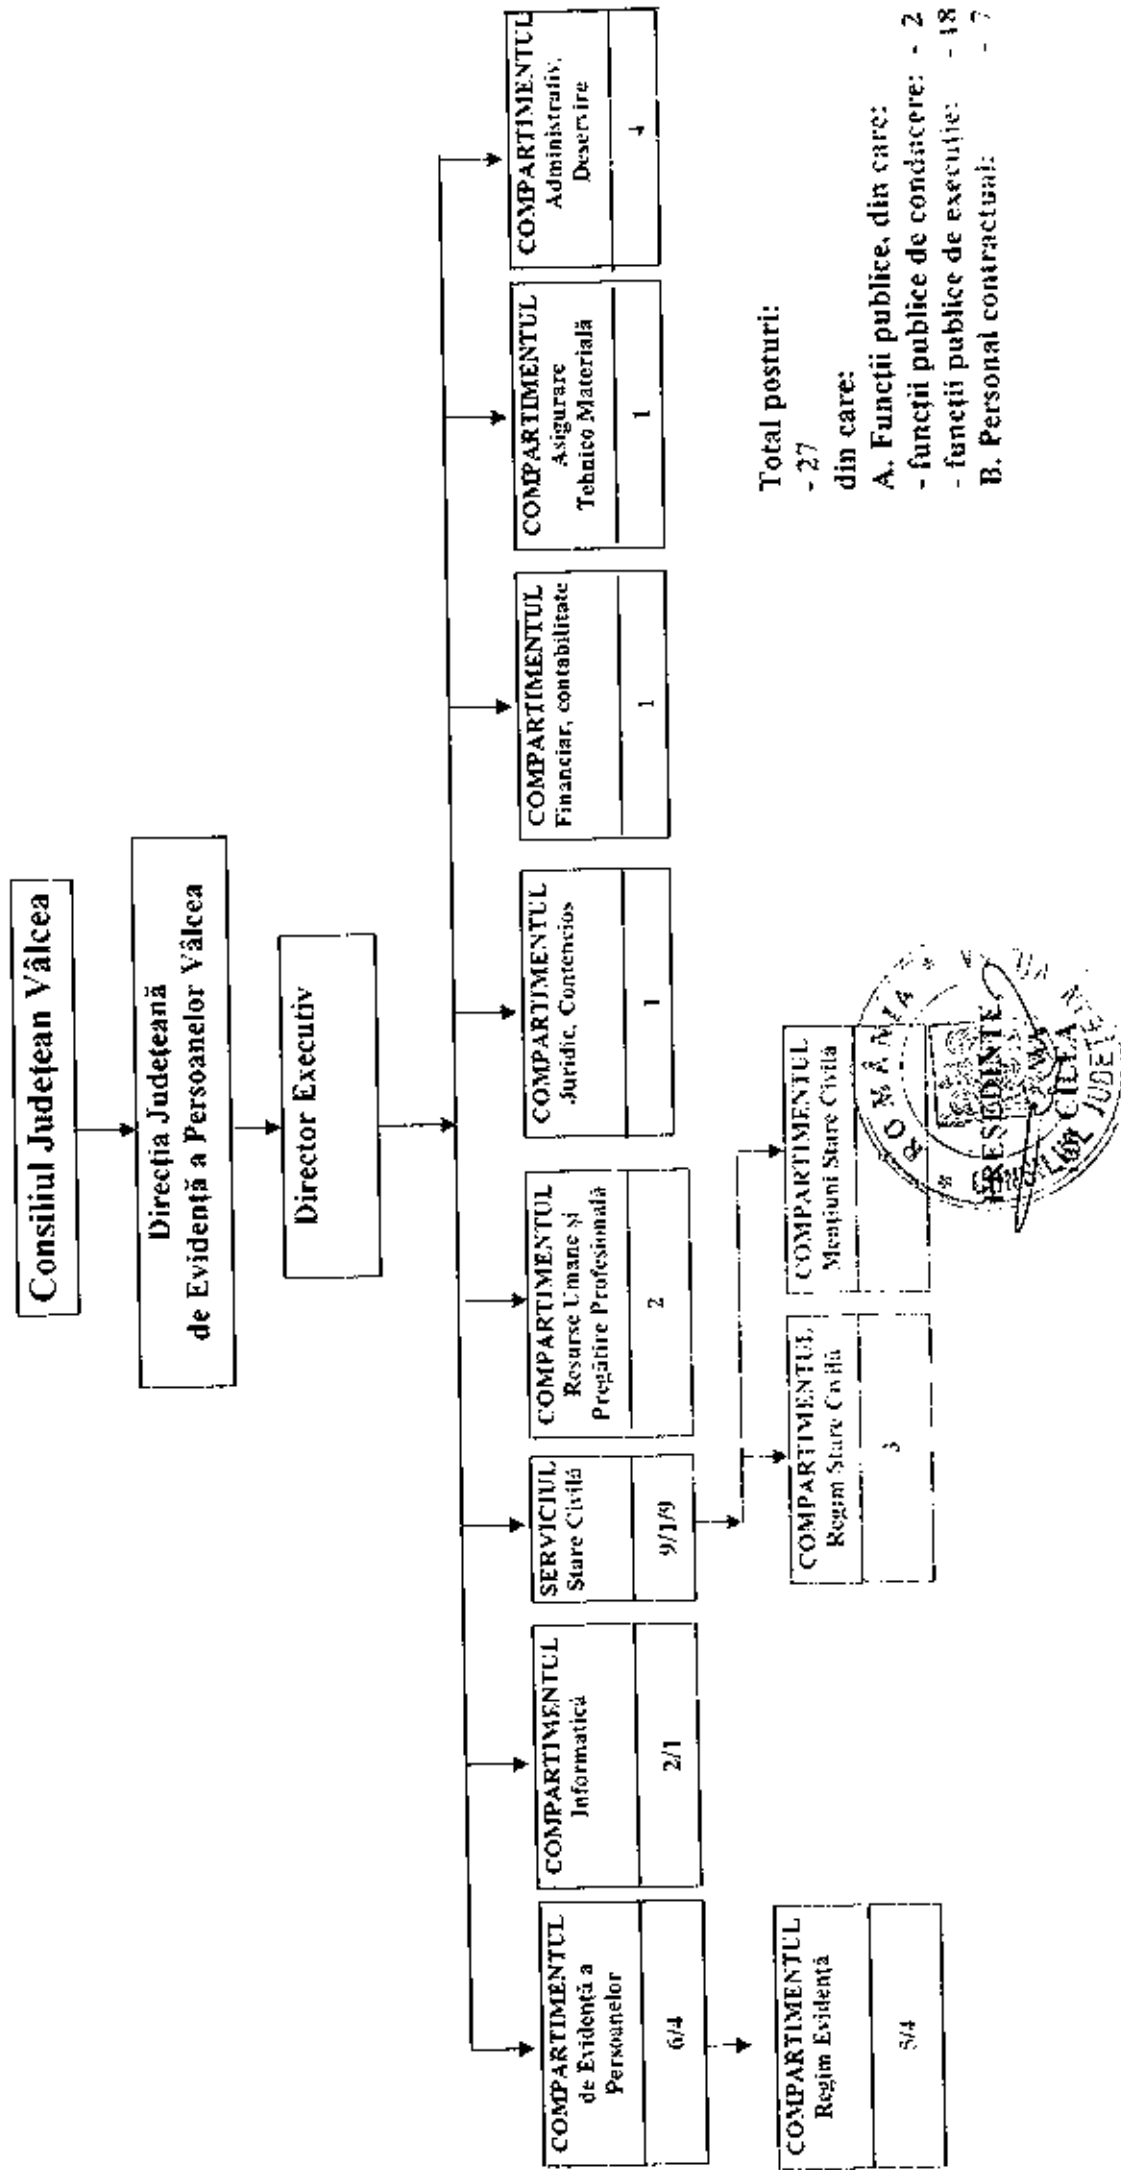 Consiliul Județean Vâlcea
Direcția Județeană
de Evidență a Persoanelor Vâlcea
Director Executiv
COMPARTIMENTUL
de Evidență a
Persoanelor
6/4
COMPARTIMENTUL
Informatică
2/1
SERVICIUL
Stare Civilă
9/1/9
COMPARTIMENTUL
Resurse Umane și
Pregătire Profesională
2
COMPARTIMENTUL
Juridic, Contencios
1
COMPARTIMENTUL
Financiar, contabilitate
1
COMPARTIMENTUL
Asigurare
Tehnico Materială
1
COMPARTIMENTUL
Administrativ,
Deservire
4
COMPARTIMENTUL
Regim Evidență
5/4
COMPARTIMENTUL
Regim Stare Civilă
3
COMPARTIMENTUL
Mențiuni Stare Civilă
Total posturi:
- 27
din care:
A. Funcții publice, din care:
- funcții publice de conducere: - 2
- funcții publice de execuție: - 18
B. Personal contractual: - 7
PREȘEDINTE,
CÎLEA
ROMÂNIA
CONSILIUL JUDEȚEAN